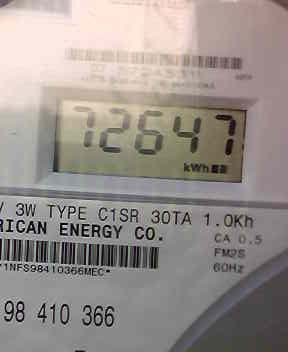 72647
kWh
V 3W TYPE C1SR 30TA 1.0Kh
RICAN ENERGY CO.
CA 0.5
FM2S
60Hz
*1NFS98410366MEC*
98 410 366